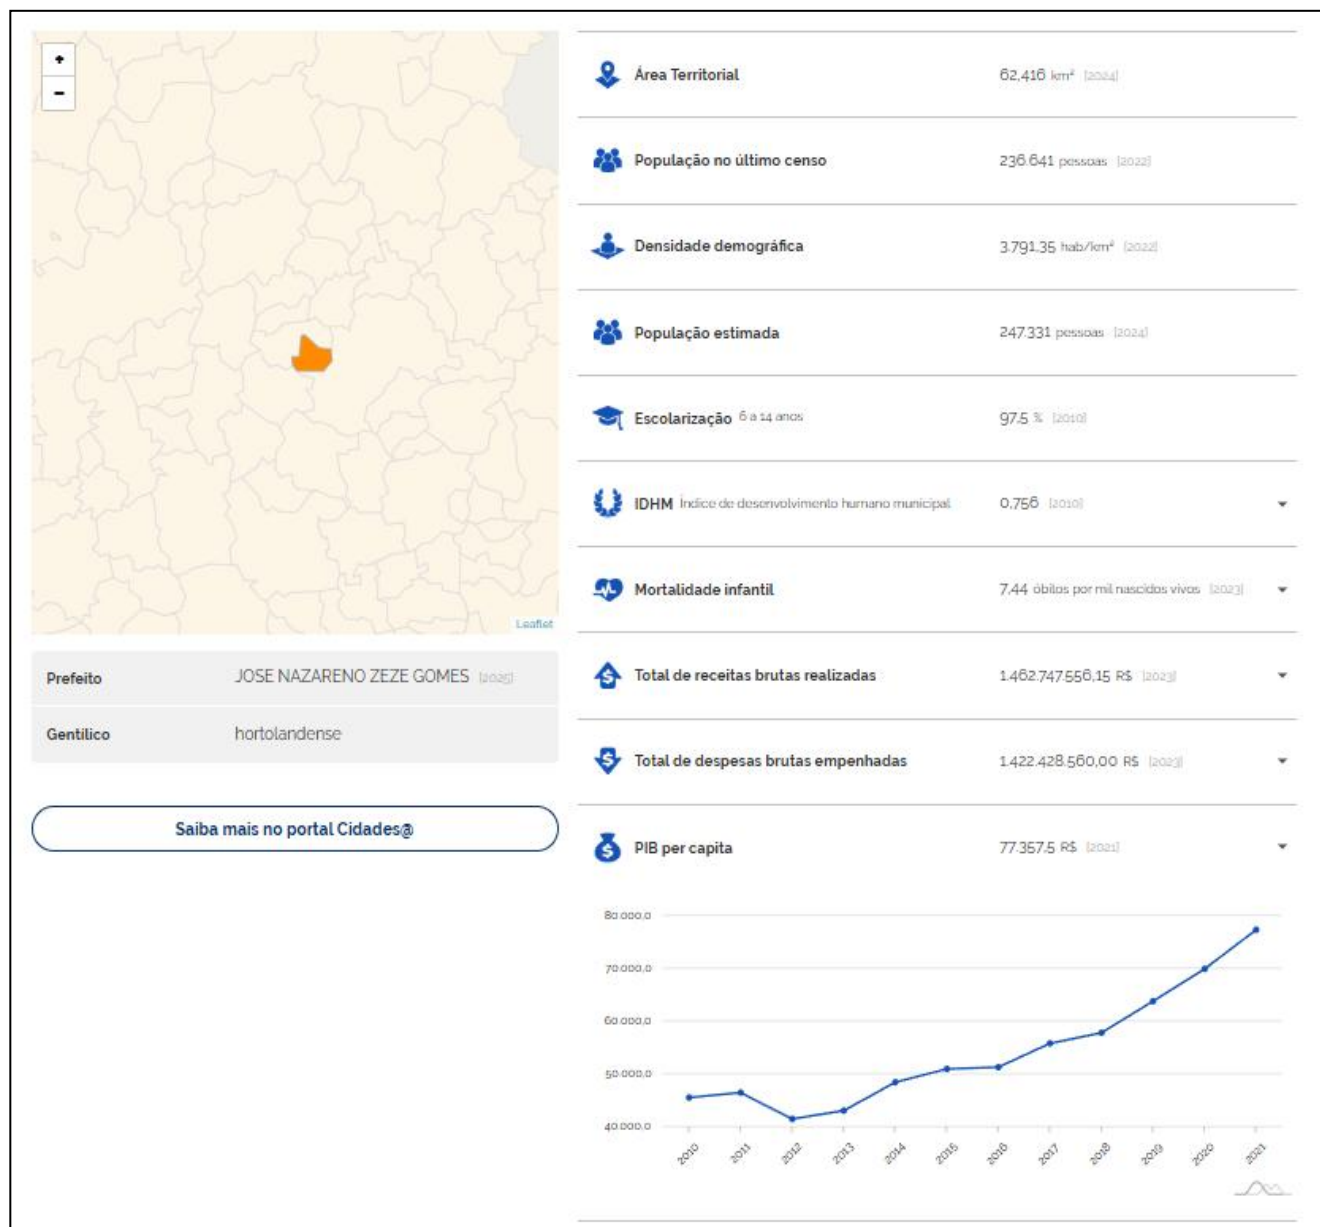 +
−
Leaflet
Prefeito JOSE NAZARENO ZEZE GOMES [2025]
Gentílico hortolandense
Saiba mais no portal Cidades@
Área Territorial 62,416 km² [2024]
População no último censo 236.641 pessoas [2022]
Densidade demográfica 3.791,35 hab/km² [2022]
População estimada 247.331 pessoas [2024]
Escolarização 6 a 14 anos 97,5 % [2010]
IDHM Índice de desenvolvimento humano municipal 0,756 [2010]
Mortalidade infantil 7,44 óbitos por mil nascidos vivos [2023]
Total de receitas brutas realizadas 1.462.747.556,15 R$ [2023]
Total de despesas brutas empenhadas 1.422.428.560,00 R$ [2023]
PIB per capita 77.357,5 R$ [2021]
80.000,0
70.000,0
60.000,0
50.000,0
40.000,0
2010 2011 2012 2013 2014 2015 2016 2017 2018 2019 2020 2021